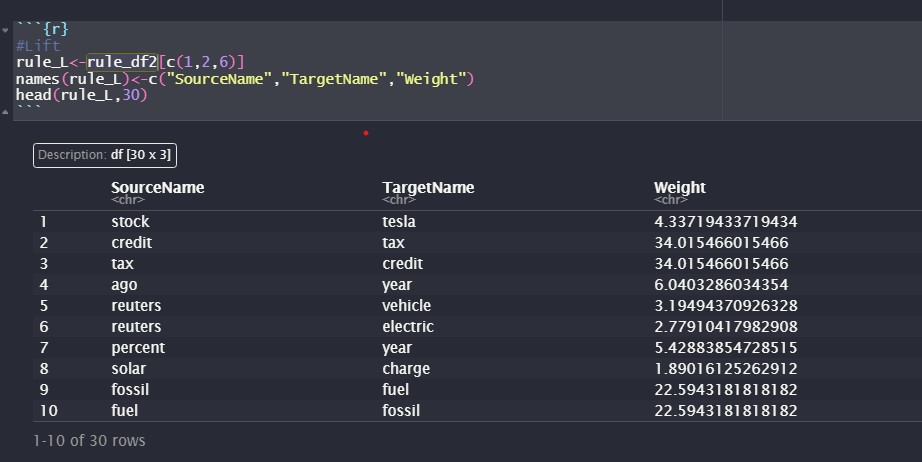 ```{r}
#Lift
rule_L<-rule_df2[c(1,2,6)]
names(rule_L)<-c("SourceName","TargetName","Weight")
head(rule_L,30)
```
Description: df [30 x 3]
SourceName TargetName Weight
<chr> <chr> <chr>
1 stock tesla 4.33719433719434
2 credit tax 34.015466015466
3 tax credit 34.015466015466
4 ago year 6.0403286034354
5 reuters vehicle 3.19494370926328
6 reuters electric 2.77910417982908
7 percent year 5.42883854728515
8 solar charge 1.89016125262912
9 fossil fuel 22.5943181818182
10 fuel fossil 22.5943181818182
1-10 of 30 rows